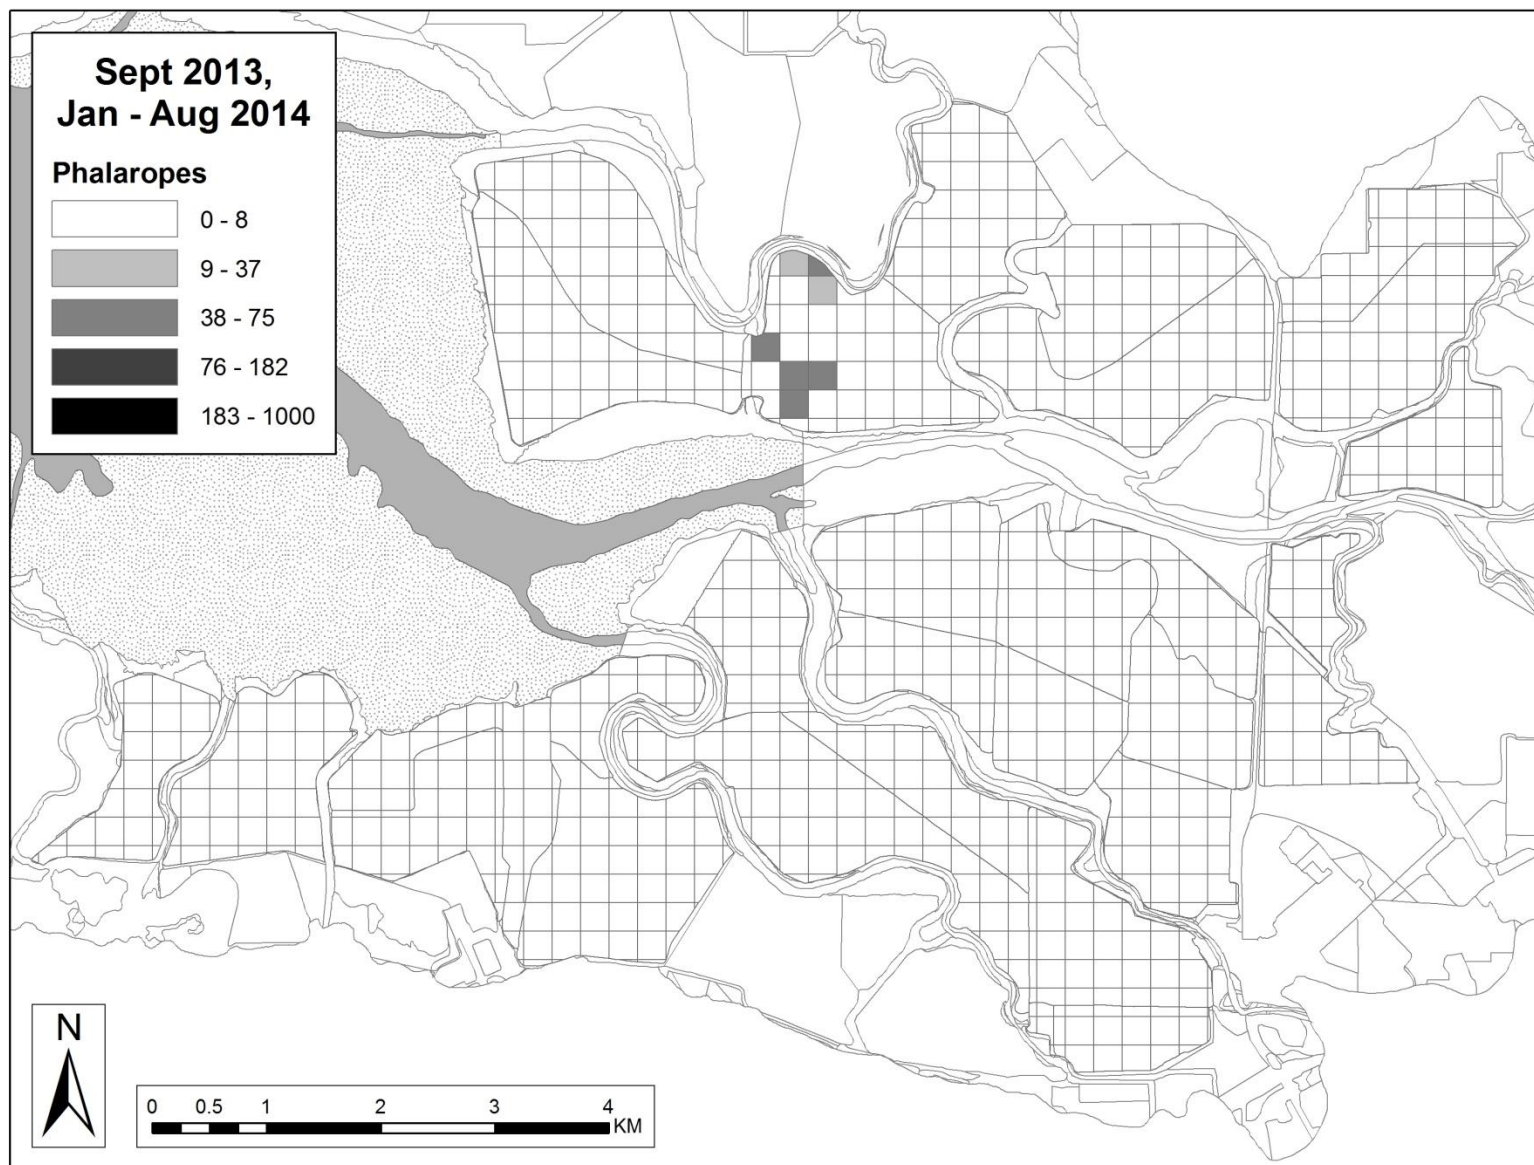 Sept 2013,
Jan - Aug 2014
Phalaropes
0 - 8
9 - 37
38 - 75
76 - 182
183 - 1000
N
0 0.5 1 2 3 4
KM